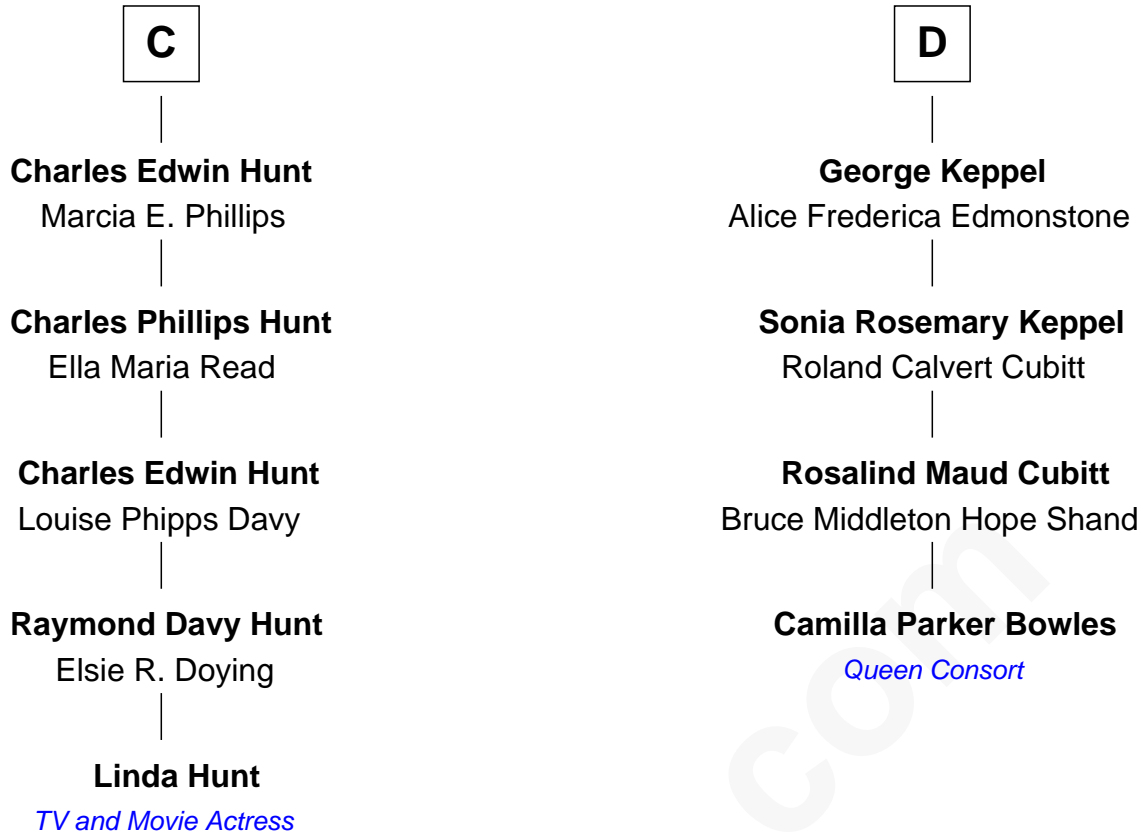 C
Charles Edwin Hunt
Marcia E. Phillips
Charles Phillips Hunt
Ella Maria Read
Charles Edwin Hunt
Louise Phipps Davy
Raymond Davy Hunt
Elsie R. Doying
Linda Hunt
TV and Movie Actress
D
George Keppel
Alice Frederica Edmonstone
Sonia Rosemary Keppel
Roland Calvert Cubitt
Rosalind Maud Cubitt
Bruce Middleton Hope Shand
Camilla Parker Bowles
Queen Consort
com